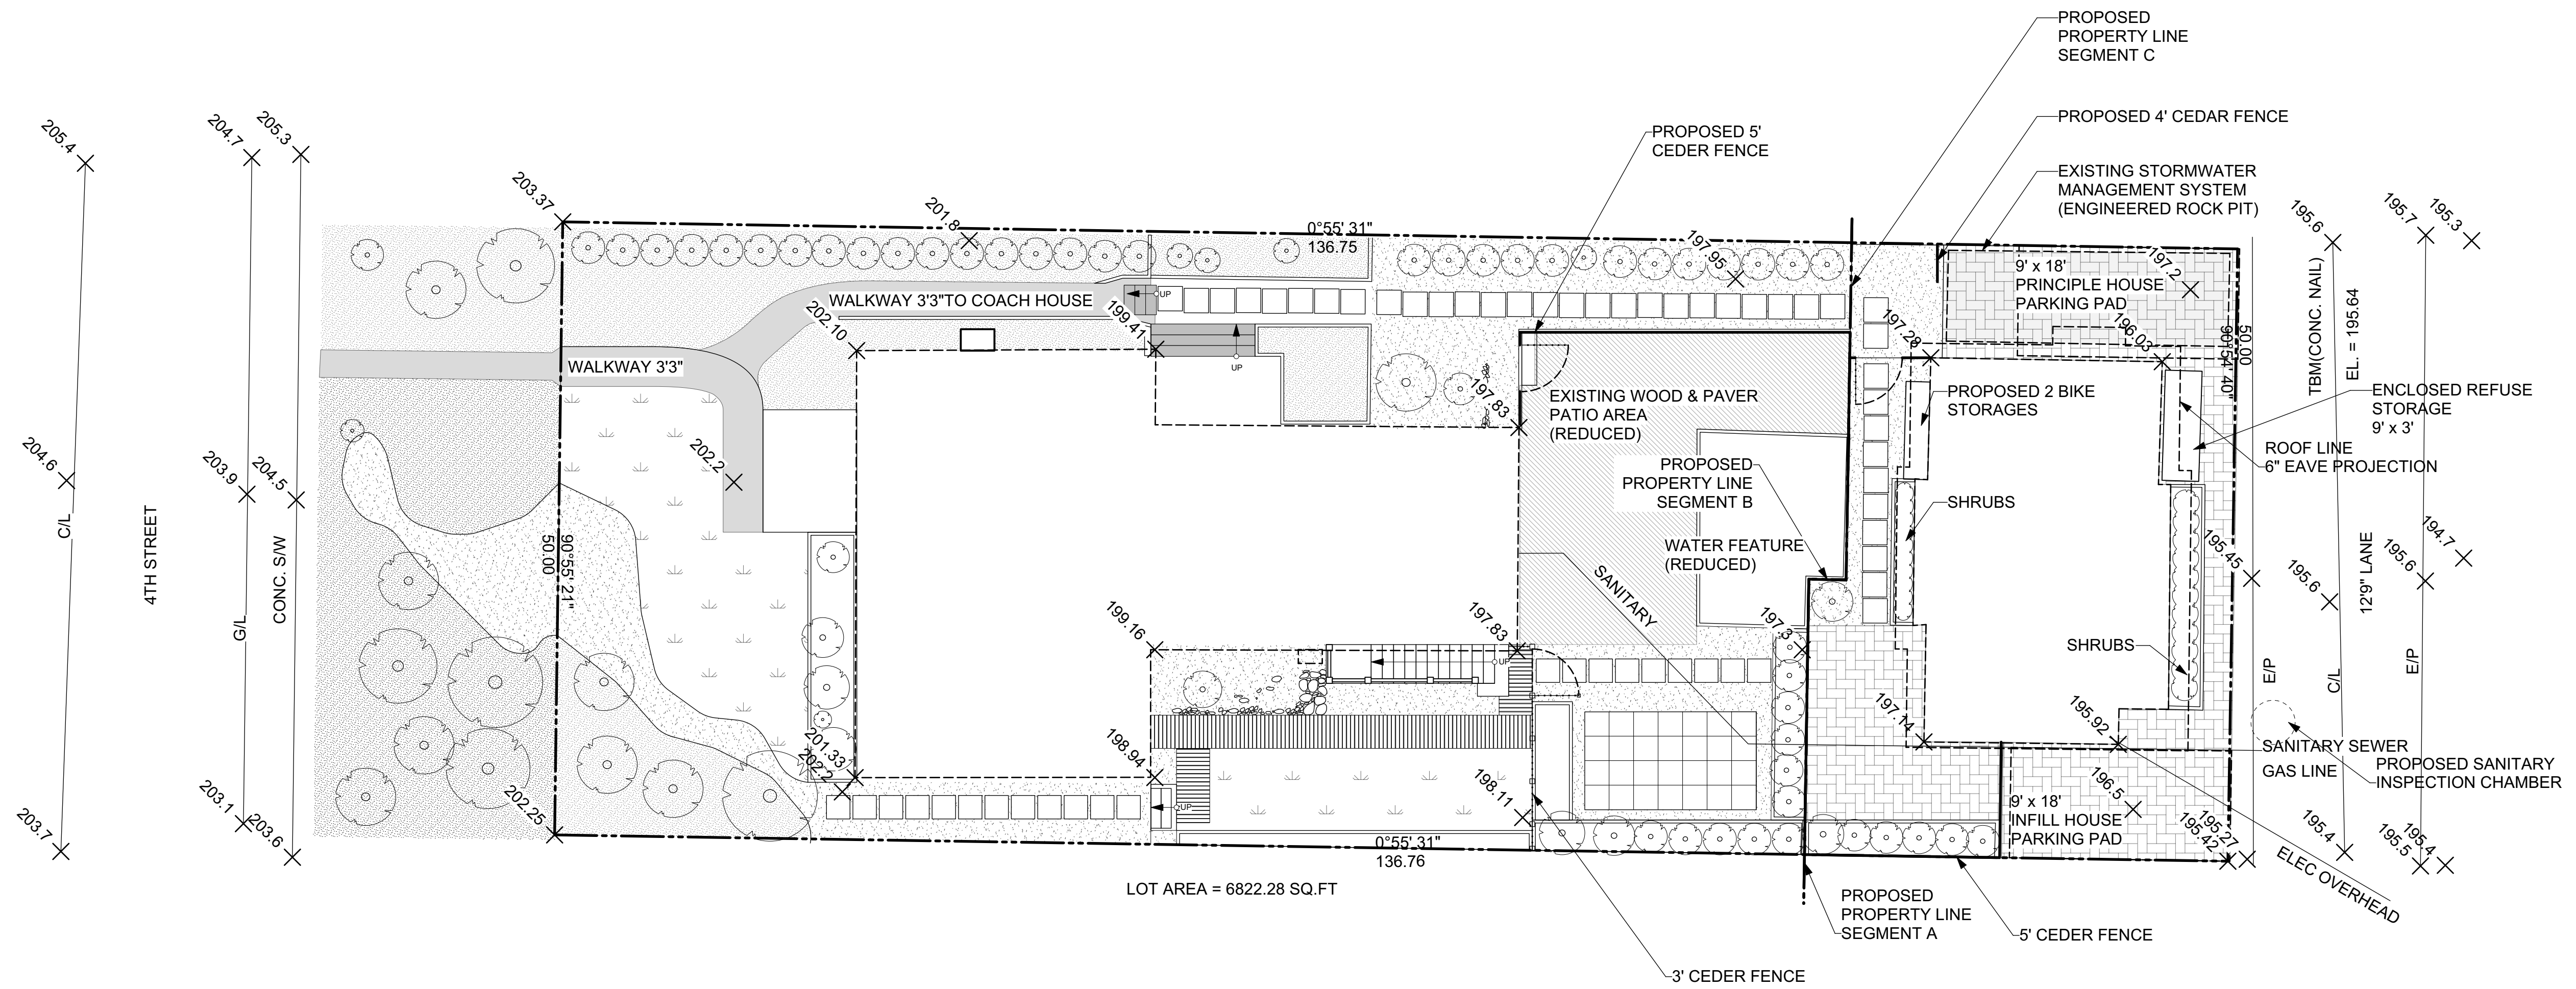 PROPOSED
PROPERTY LINE
SEGMENT C
PROPOSED 4' CEDAR FENCE
PROPOSED 5'
CEDER FENCE
EXISTING STORMWATER
MANAGEMENT SYSTEM
(ENGINEERED ROCK PIT)
205.4
204.7
205.3
203.37
201.8
0°55' 31"
136.75
197.95
9' x 18'
PRINCIPLE HOUSE
PARKING PAD
197.2
195.6
195.7
195.3
TBM(CONC. NAIL)
EL. = 195.64
WALKWAY 3'3"TO COACH HOUSE
UP
202.10
199.41
197.28
196.03
50.00
90°54' 40"
WALKWAY 3'3"
UP
EXISTING WOOD & PAVER
PATIO AREA
(REDUCED)
197.83
PROPOSED 2 BIKE
STORAGES
ENCLOSED REFUSE
STORAGE
9' x 3'
ROOF LINE
6" EAVE PROJECTION
204.6
203.9
204.5
202.2
PROPOSED
PROPERTY LINE
SEGMENT B
SHRUBS
C/L
4TH STREET
G/L
CONC. S/W
90°55' 21"
50.00
WATER FEATURE
(REDUCED)
SANITARY
195.45
195.6
12'9" LANE
195.6
194.7
199.16
197.83
197.3
UP
SHRUBS
E/P
C/L
E/P
201.33
202.2
198.94
197.14
195.92
SANITARY SEWER
GAS LINE
PROPOSED SANITARY
INSPECTION CHAMBER
203.7
203.1
203.6
202.25
UP
198.11
9' x 18'
INFILL HOUSE
PARKING PAD
196.5
195.27
195.42
195.4
195.5
195.4
0°55' 31"
136.76
ELEC OVERHEAD
LOT AREA = 6822.28 SQ.FT
PROPOSED
PROPERTY LINE
SEGMENT A
5' CEDER FENCE
3' CEDER FENCE